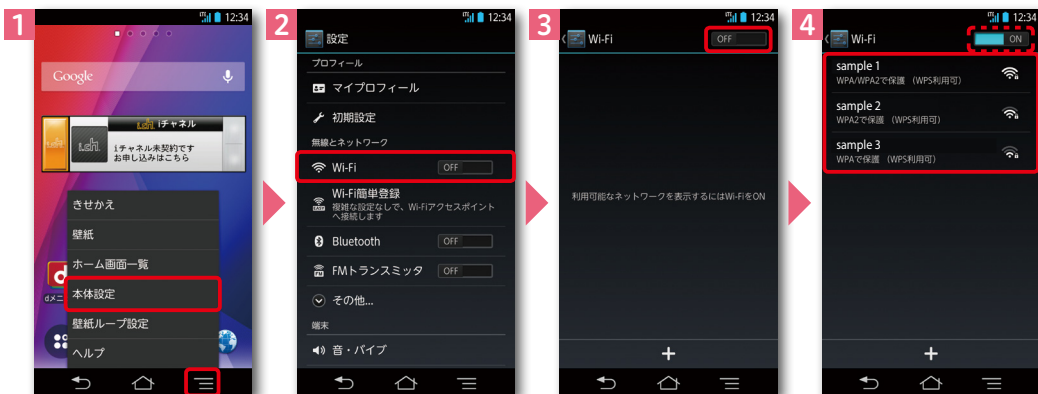 1
12:34
Google
i.ch. iチャネル
i.ch.
i.ch.
iチャネル未契約です
お申し込みはこちら
きせかえ
壁紙
ホーム画面一覧
本体設定
壁紙ループ設定
ヘルプ
d
dメニ
2
12:34
設定
プロフィール
マイプロフィール
初期設定
無線とネットワーク
Wi-Fi OFF
Wi-Fi簡単登録
複雑な設定なしで、Wi-Fiアクセスポイント
へ接続します
EASY
Bluetooth OFF
FMトランスミッタ OFF
FM
その他...
端末
音・バイブ
3
12:34
Wi-Fi OFF
利用可能なネットワークを表示するにはWi-FiをON
+
4
12:34
Wi-Fi ON
sample 1
WPA/WPA2で保護 (WPS利用可)
sample 2
WPA2で保護 (WPS利用可)
sample 3
WPAで保護 (WPS利用可)
+